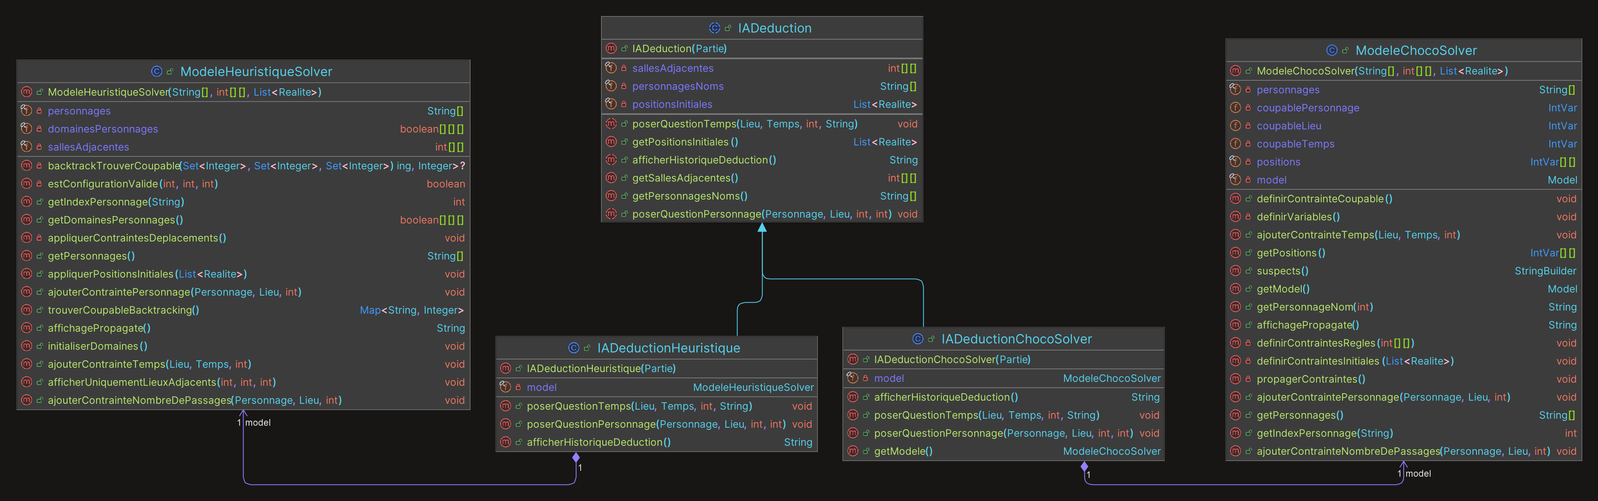 IADeduction
IADeduction(Partie)
sallesAdjacentes int[][]
personnagesNoms String[]
positionsInitiales List<Realite>
poserQuestionTemps(Lieu, Temps, int, String) void
getPositionsInitiales() List<Realite>
afficherHistoriqueDeduction() String
getSallesAdjacentes() int[][]
getPersonnagesNoms() String[]
poserQuestionPersonnage(Personnage, Lieu, int, int) void
ModeleHeuristiqueSolver
ModeleHeuristiqueSolver(String[], int[][], List<Realite>)
personnages String[]
domainesPersonnages boolean[][][]
sallesAdjacentes int[][]
backtrackTrouverCoupable(Set<Integer>, Set<Integer>, Set<Integer>) ing, Integer>?
estConfigurationValide(int, int, int) boolean
getIndexPersonnage(String) int
getDomainesPersonnages() boolean[][][]
appliquerContraintesDeplacements() void
getPersonnages() String[]
appliquerPositionsInitiales(List<Realite>) void
ajouterContraintePersonnage(Personnage, Lieu, int) void
trouverCoupableBacktracking() Map<String, Integer>
affichagePropagate() String
initialiserDomaines() void
ajouterContrainteTemps(Lieu, Temps, int) void
afficherUniquementLieuxAdjacents(int, int, int) void
ajouterContrainteNombreDePassages(Personnage, Lieu, int) void
1 model
IADeductionHeuristique
IADeductionHeuristique(Partie)
model ModeleHeuristiqueSolver
poserQuestionTemps(Lieu, Temps, int, String) void
poserQuestionPersonnage(Personnage, Lieu, int, int) void
afficherHistoriqueDeduction() String
1
IADeductionChocoSolver
IADeductionChocoSolver(Partie)
model ModeleChocoSolver
afficherHistoriqueDeduction() String
poserQuestionTemps(Lieu, Temps, int, String) void
poserQuestionPersonnage(Personnage, Lieu, int, int) void
getModele() ModeleChocoSolver
1
ModeleChocoSolver
ModeleChocoSolver(String[], int[][], List<Realite>)
personnages String[]
coupablePersonnage IntVar
coupableLieu IntVar
coupableTemps IntVar
positions IntVar[][]
model Model
definirContrainteCoupable() void
definirVariables() void
ajouterContrainteTemps(Lieu, Temps, int) void
getPositions() IntVar[][]
suspects() StringBuilder
getModel() Model
getPersonnageNom(int) String
affichagePropagate() String
definirContraintesRegles(int[][]) void
definirContraintesInitiales(List<Realite>) void
propagerContraintes() void
ajouterContraintePersonnage(Personnage, Lieu, int) void
getPersonnages() String[]
getIndexPersonnage(String) int
ajouterContrainteNombreDePassages(Personnage, Lieu, int) void
1 model